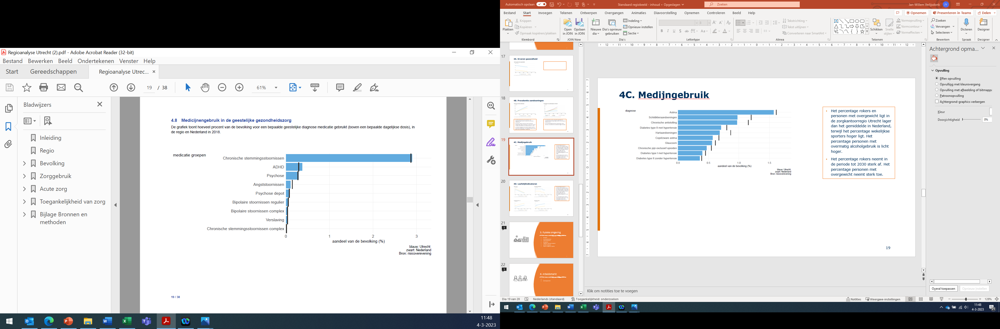 Regioanalyse Utrecht (2).pdf - Adobe Acrobat Reader (32-bit)
Bestand Bewerken Beeld Ondertekenen Venster Help
Start Gereedschappen Regioanalyse Utrec...
19 / 38 61%
Bladwijzers
Inleiding
Regio
Bevolking
Zorggebruik
Acute zorg
Toegankelijkheid van zorg
Bijlage Bronnen en
methoden
4.8 Medicijnengebruik in de geestelijke gezondheidszorg
De grafiek toont hoeveel procent van de bevolking voor een bepaalde geestelijke diagnose medicatie gebruikt (boven een bepaalde dagelijkse dosis), in
de regio en Nederland in 2018.
medicatie groepen
Chronische stemmingsstoornissen
ADHD
Psychose
Angststoornissen
Psychose depot
Bipolaire stoornissen regulier
Bipolaire stoornissen complex
Verslaving
Chronische stemmingsstoornissen complex
0 1 2 3
aandeel van de bevolking (%)
blauw: Utrecht
zwart: Nederland
Bron: risicoverevening
19 / 38
11:48
4-3-2023
Automatisch opslaan
Standaard regiobeeld - inhoud • Opgeslagen
Zoeken
Jan-Willem Verlijsdonk JV
Bestand Start Invoegen Tekenen Ontwerpen Overgangen Animaties Diavoorstelling Opnemen Controleren Beeld Help
Opnemen Presenteren in Teams Delen
Plakken
Knippen
Kopiëren
Opmaak kopiëren/plakken
Klembord
Open
in JOIN
Opslaan
in JOIN
JOIN Now
Nieuwe
dia
Dia's opnieuw
gebruiken
Indeling
Opnieuw instellen
Sectie
Dia's
Lettertype
Tekstrichting
Tekst uitlijnen
Converteren naar SmartArt
Alinea
Schikken
Snelle
stijlen
Vormopvulling
Vormcontour
Vormeffecten
Tekenen
Zoeken
Vervangen
Selecteren
Bewerken
Dicteren
Spraak
Designer
Designer
17
4A. Ervaren gezondheid
18
4B. Prevalentie aandoeningen
19
4C. Medijngebruik
20
4D. Leefstijlindicatoren
21
5. Fysieke omgeving
22
6. Arbeidsmarkt
4C. Medijngebruik
diagnose
Astma
Schildklieraandoeningen
Chronische antistolling
Diabetes type II met hypertensie
Hartaandoeningen
Copd/zware astma
Glaucoom
Chronische pijn exclusief opioiden
Diabetes type I met hypertensie
Diabetes type II zonder hypertensie
0.0 0.5 1.0 1.5
aandeel van de bevolking (%)
blauw: Utrecht
zwart: Nederland
Bron: risicoverevening
• Het percentage rokers en
personen met overgewicht ligt in
de zorgkantoorregio Utrecht lager
dan het gemiddelde in Nederland,
terwijl het percentage wekelijkse
sporters hoger ligt. Het
percentage personen met
overmatig alcoholgebruik is licht
hoger.
• Het percentage rokers neemt in
de periode tot 2030 sterk af. Het
percentage personen met
overgewicht neemt sterk toe.
19
Klik om notities toe te voegen
Achtergrond opma...
Opvulling
Effen opvulling
Opvulling met kleurovergang
Opvulling met afbeelding of bitmappa
Patroonopvulling
Achtergrond-graphics verbergen
Kleur
Doorzichtigheid 0%
Overal toepassen Opnieuw instellen
Dia 19 van 28 Nederlands (standaard) Toegankelijkheid: onderzoeken
Notities Weergave-instellingen 128%
11:48
4-3-2023
21